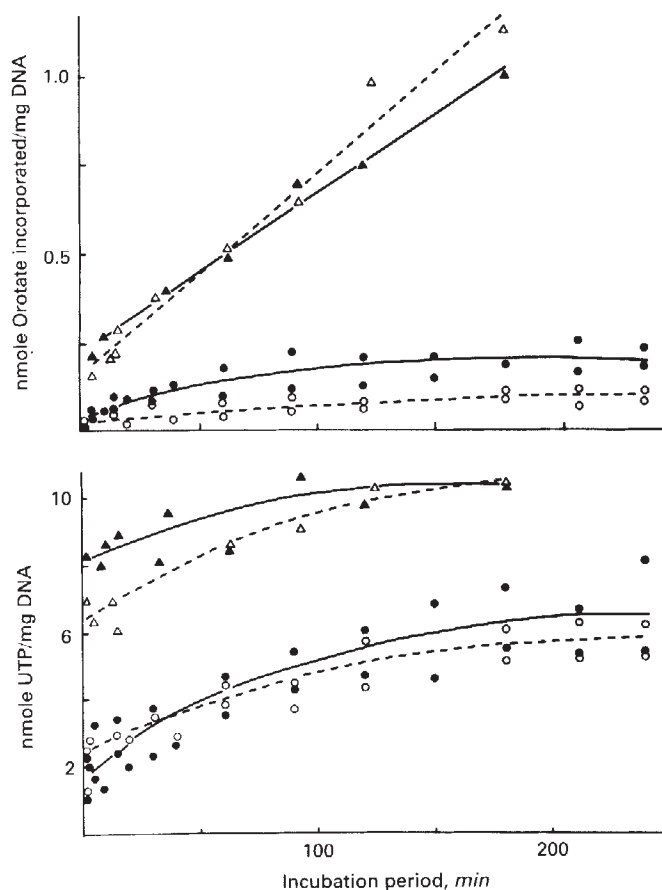 nmole Orotate incorporated/mg DNA
1.0
0.5
nmole UTP/mg DNA
10
6
2
100
200
Incubation period, min